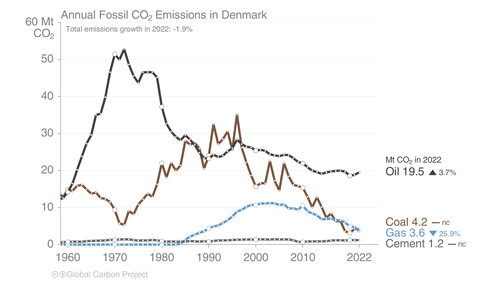 Annual Fossil CO₂ Emissions in Denmark
60 Mt
CO₂
Total emissions growth in 2022: -1.9%
50
40
30
20
10
0
1960 1970 1980 1990 2000 2010 2022
Mt CO₂ in 2022
Oil 19.5 ▲ 3.7%
Coal 4.2 — nc
Gas 3.6 ▼ 25.9%
Cement 1.2 — nc
Global Carbon Project